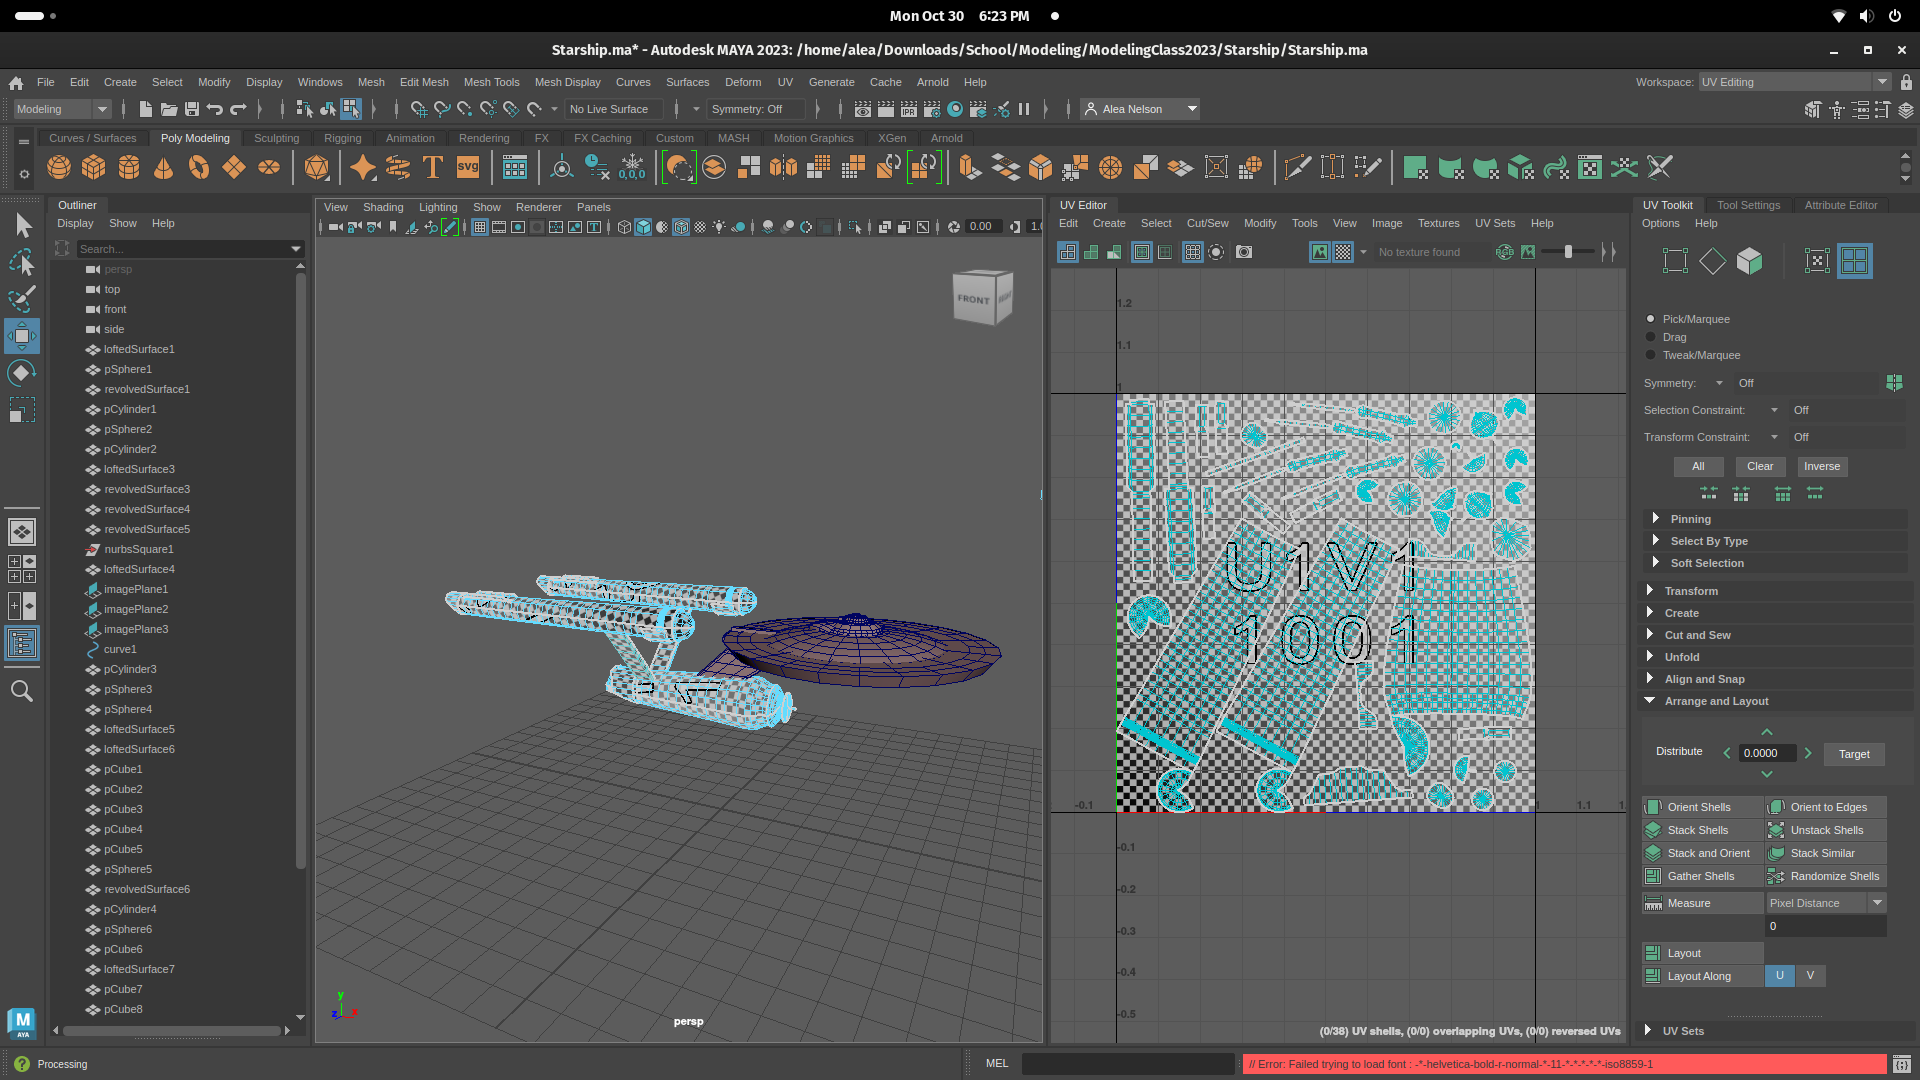 Mon Oct 30 6:23 PM
Starship.ma* - Autodesk MAYA 2023: /home/alea/Downloads/School/Modeling/ModelingClass2023/Starship/Starship.ma
File Edit Create Select Modify Display Windows Mesh Edit Mesh Mesh Tools Mesh Display Curves Surfaces Deform UV Generate Cache Arnold Help
Workspace: UV Editing
Modeling No Live Surface Symmetry: Off IPR Alea Nelson
Curves / Surfaces Poly Modeling Sculpting Rigging Animation Rendering FX FX Caching Custom MASH Motion Graphics XGen Arnold
T svg 0,0,0
Outliner
Display Show Help
Search...
persp
top
front
side
loftedSurface1
pSphere1
revolvedSurface1
pCylinder1
pSphere2
pCylinder2
loftedSurface3
revolvedSurface3
revolvedSurface4
revolvedSurface5
nurbsSquare1
loftedSurface4
imagePlane1
imagePlane2
imagePlane3
curve1
pCylinder3
pSphere3
pSphere4
loftedSurface5
loftedSurface6
pCube1
pCube2
pCube3
pCube4
pCube5
pSphere5
revolvedSurface6
pCylinder4
pSphere6
pCube6
loftedSurface7
pCube7
pCube8
View Shading Lighting Show Renderer Panels
0.00
FRONT
y
z
x
persp
UV Editor
Edit Create Select Cut/Sew Modify Tools View Image Textures UV Sets Help
No texture found
1.2
1.1
1
U1V1
1001
-0.1 1 1.1
-0.1
-0.2
-0.3
-0.4
-0.5
(0/38) UV shells, (0/0) overlapping UVs, (0/0) reversed UVs
UV Toolkit Tool Settings Attribute Editor
Options Help
Pick/Marquee
Drag
Tweak/Marquee
Symmetry: Off
Selection Constraint: Off
Transform Constraint: Off
All Clear Inverse
Pinning
Select By Type
Soft Selection
Transform
Create
Cut and Sew
Unfold
Align and Snap
Arrange and Layout
Distribute 0.0000 Target
Orient Shells Orient to Edges
Stack Shells Unstack Shells
Stack and Orient Stack Similar
Gather Shells Randomize Shells
Measure Pixel Distance
0
Layout
Layout Along U V
UV Sets
M
AYA
Processing
MEL
// Error: Failed trying to load font : -*-helvetica-bold-r-normal-*-11-*-*-*-*-*-iso8859-1